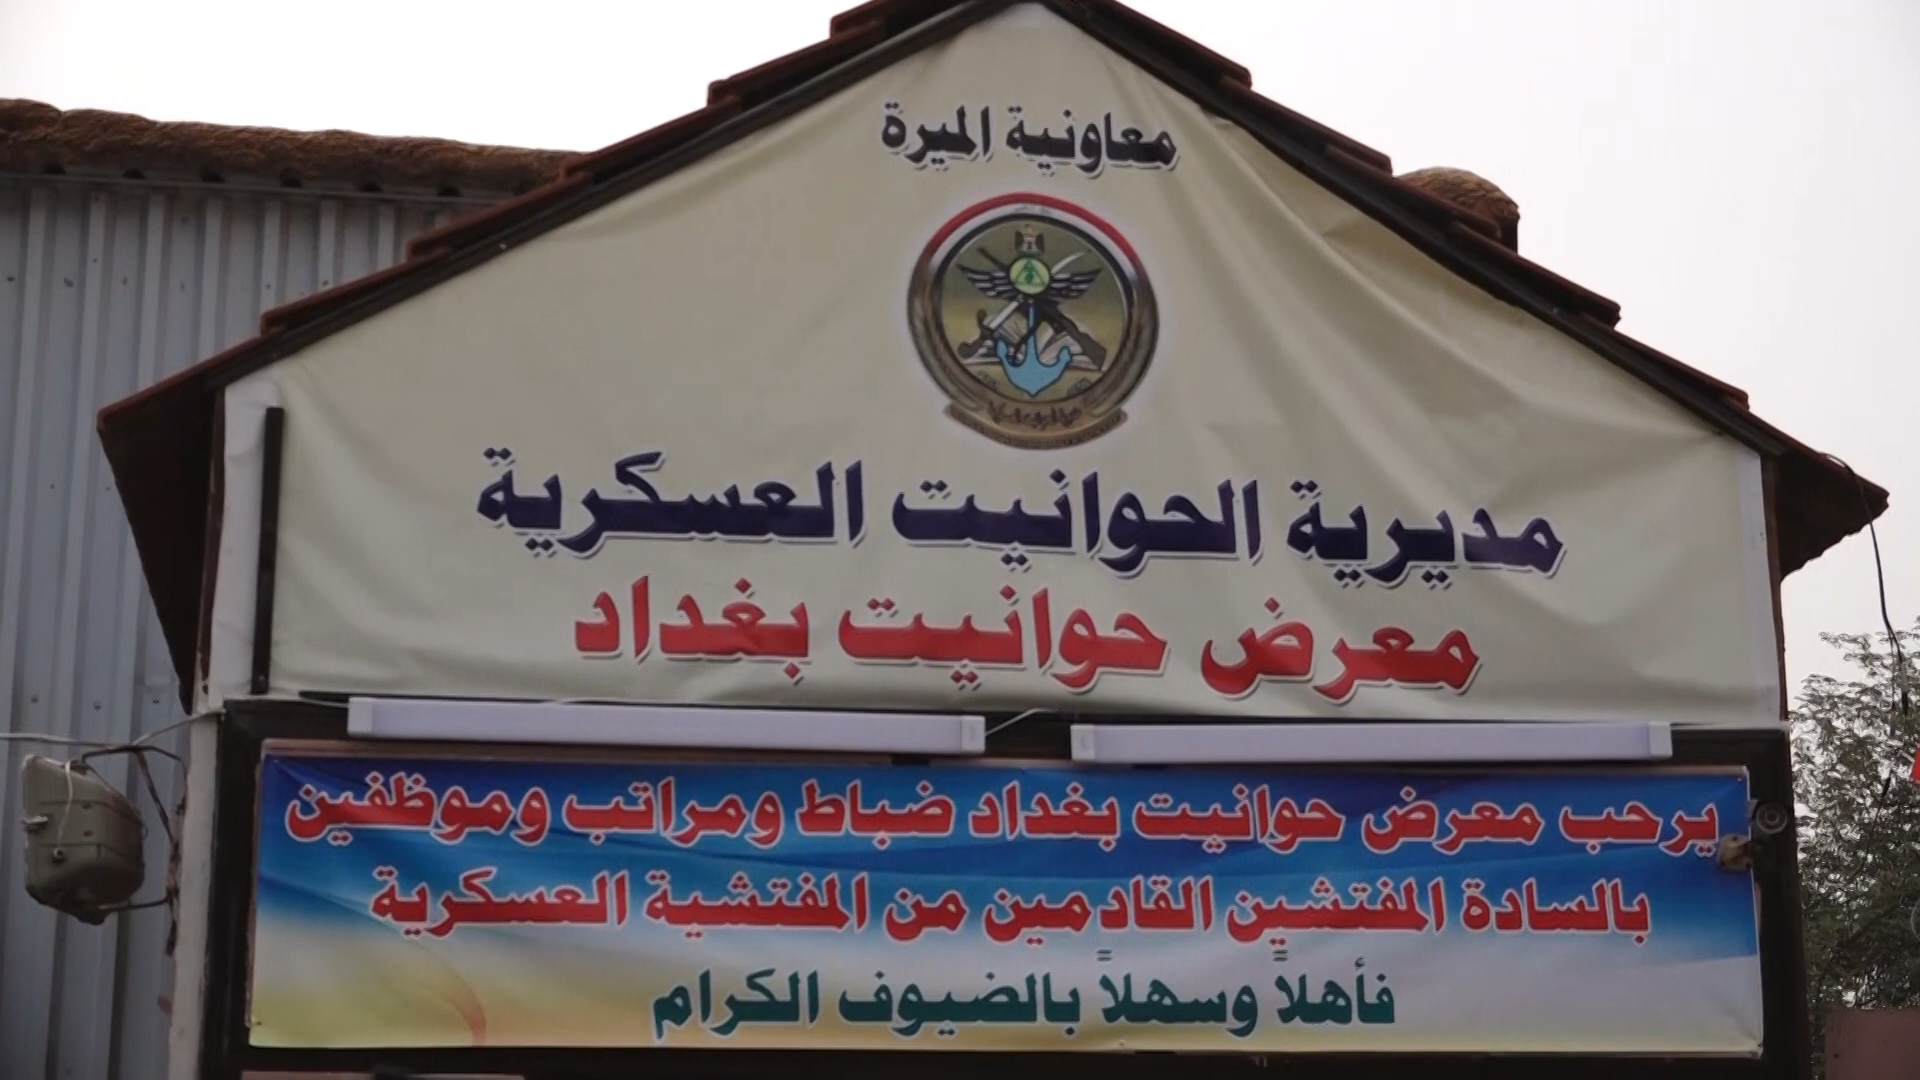 معاونية الميرة
مديرية الحوانيت العسكرية
معرض حوانيت بغداد
يرحب معرض حوانيت بغداد ضباط ومراتب وموظفين
بالسادة المفتشين القادمين من المفتشية العسكرية
فأهلاً وسهلاً بالضيوف الكرام